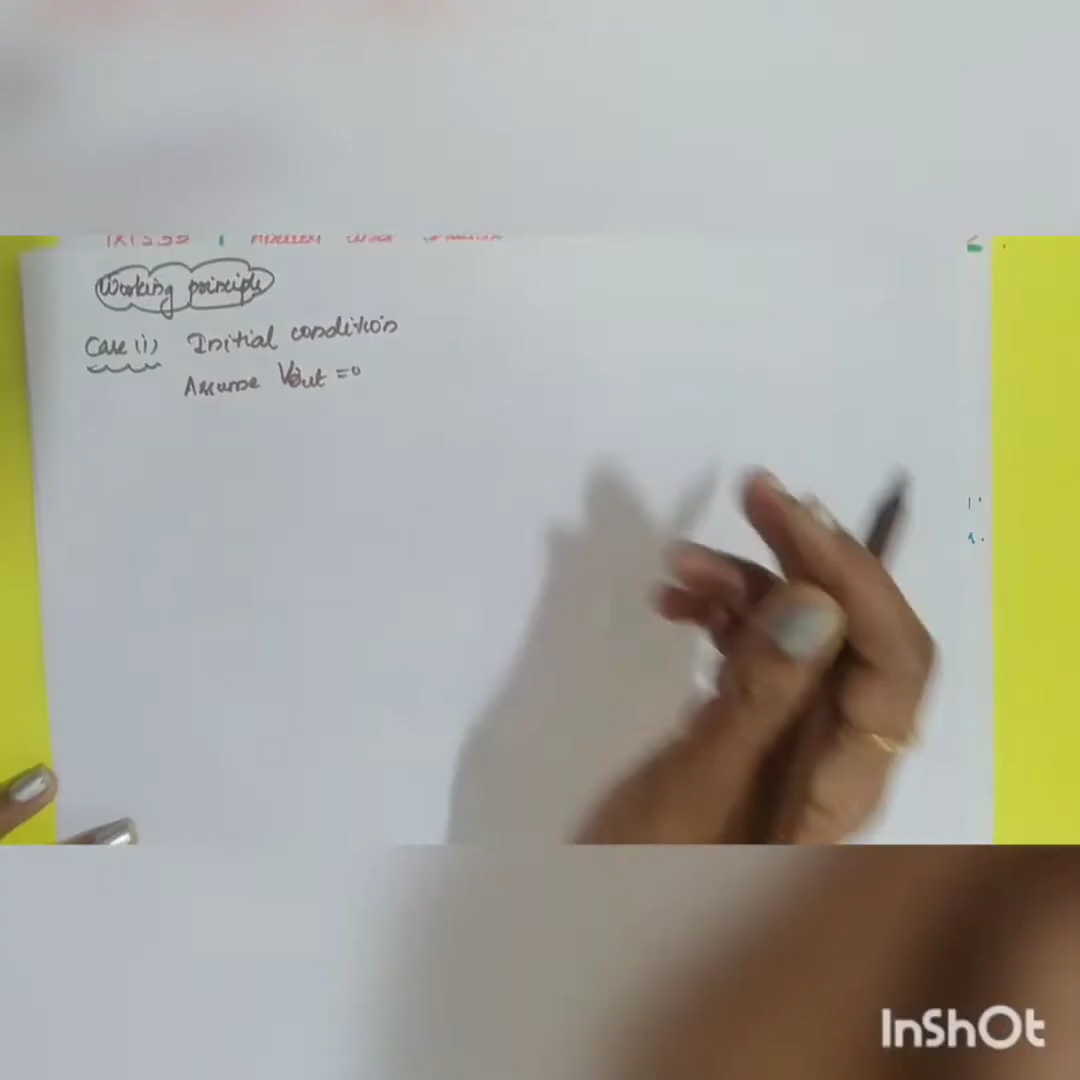 Working principle
Case (i) Initial condition
Assume Vout =0
InShOt